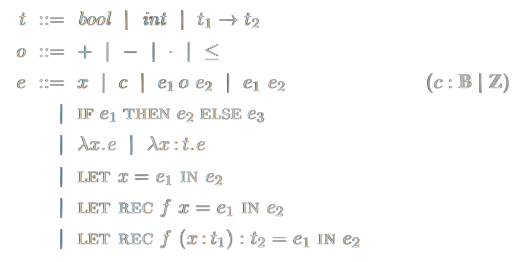 t ::= bool | int | t₁ → t₂
o ::= + | − | · | ≤
e ::= x | c | e₁ o e₂ | e₁ e₂ (c : 𝔹 | ℤ)
| IF e₁ THEN e₂ ELSE e₃
| λx.e | λx : t.e
| LET x = e₁ IN e₂
| LET REC f x = e₁ IN e₂
| LET REC f (x : t₁) : t₂ = e₁ IN e₂